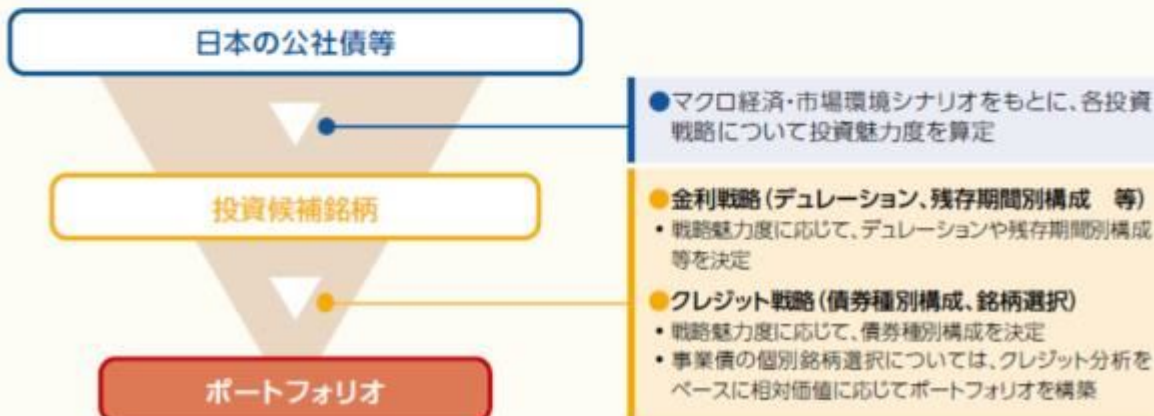 日本の公社債等
●マクロ経済・市場環境シナリオをもとに、各投資
戦略について投資魅力度を算定
投資候補銘柄
●金利戦略(デュレーション、残存期間別構成　等)
• 戦略魅力度に応じて、デュレーションや残存期間別構成
等を決定
●クレジット戦略(債券種別構成、銘柄選択)
• 戦略魅力度に応じて、債券種別構成を決定
• 事業債の個別銘柄選択については、クレジット分析を
ベースに相対価値に応じてポートフォリオを構築
ポートフォリオ